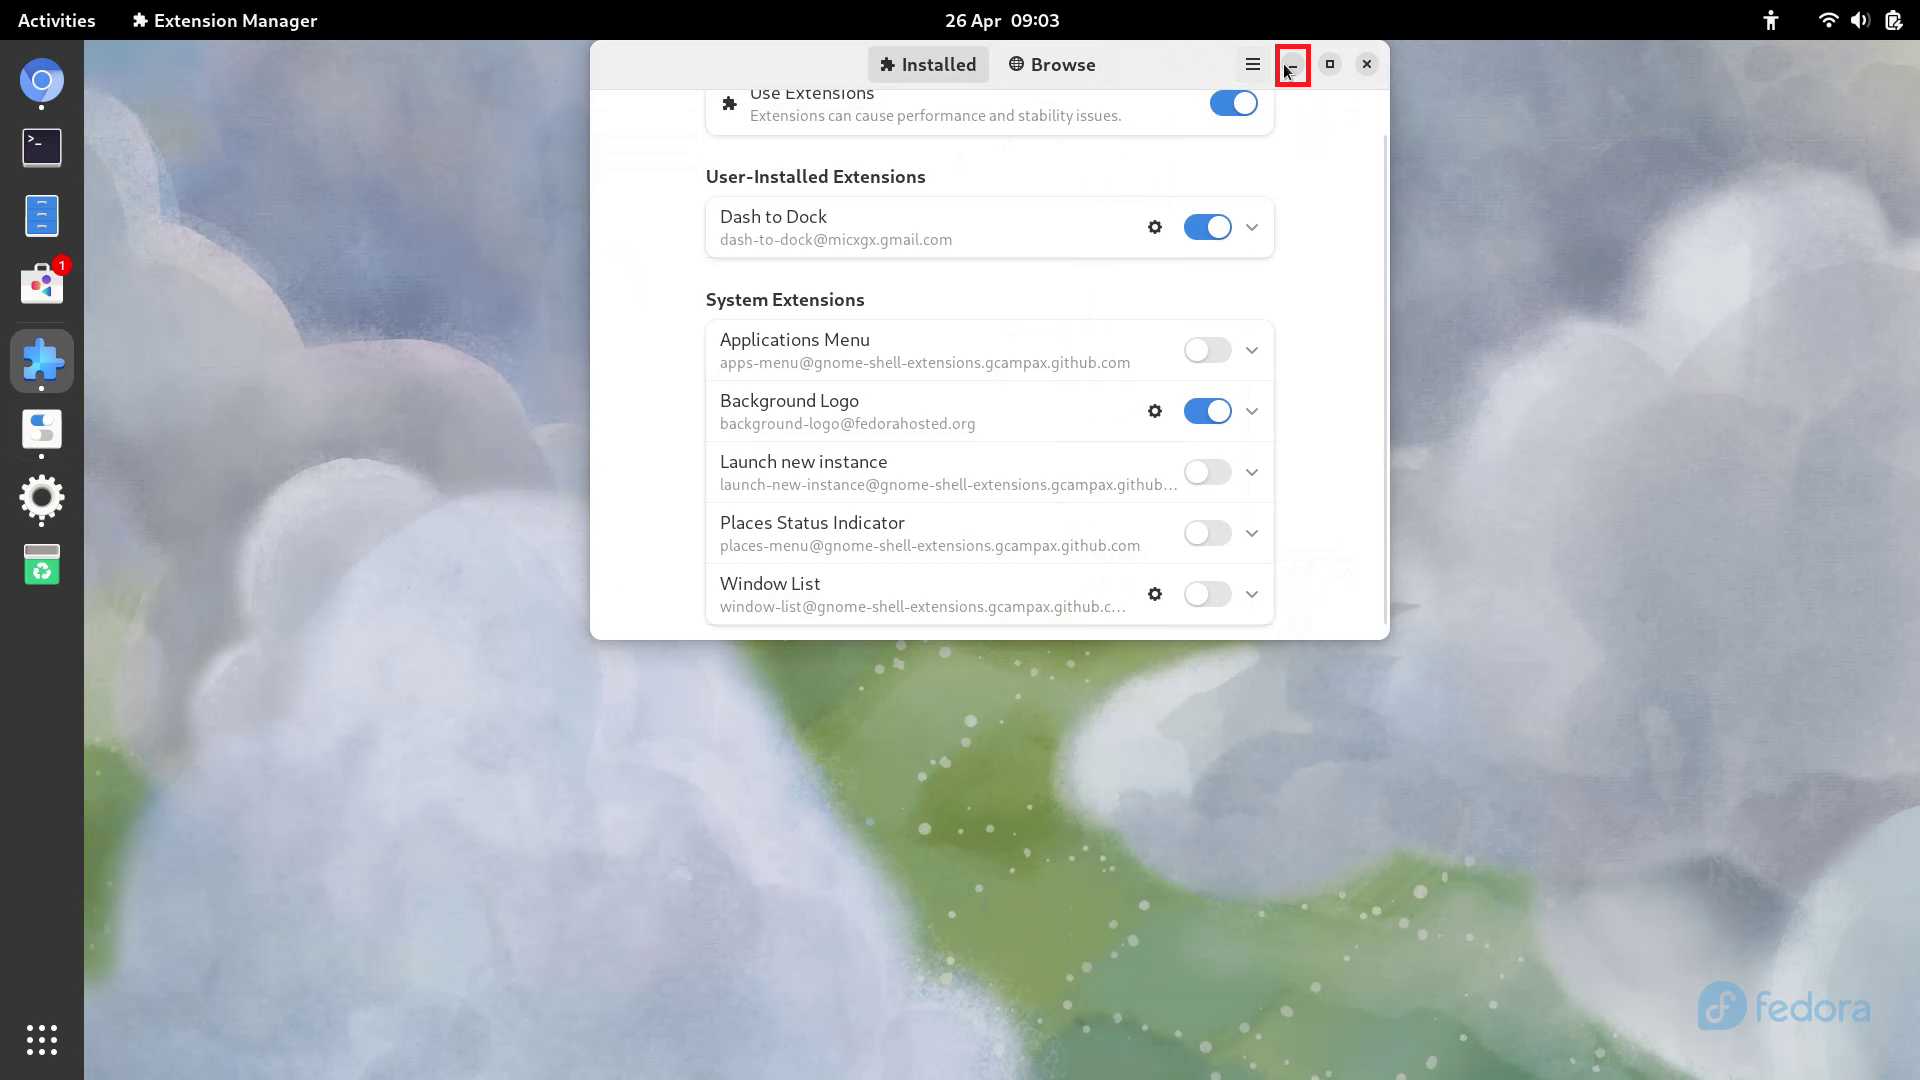 Activities
Extension Manager
26 Apr 09:03
Installed
Browse
Use Extensions
Extensions can cause performance and stability issues.
User-Installed Extensions
Dash to Dock
dash-to-dock@micxgx.gmail.com
System Extensions
Applications Menu
apps-menu@gnome-shell-extensions.gcampax.github.com
Background Logo
background-logo@fedorahosted.org
Launch new instance
launch-new-instance@gnome-shell-extensions.gcampax.github…
Places Status Indicator
places-menu@gnome-shell-extensions.gcampax.github.com
Window List
window-list@gnome-shell-extensions.gcampax.github.c…
>_
1
fedora